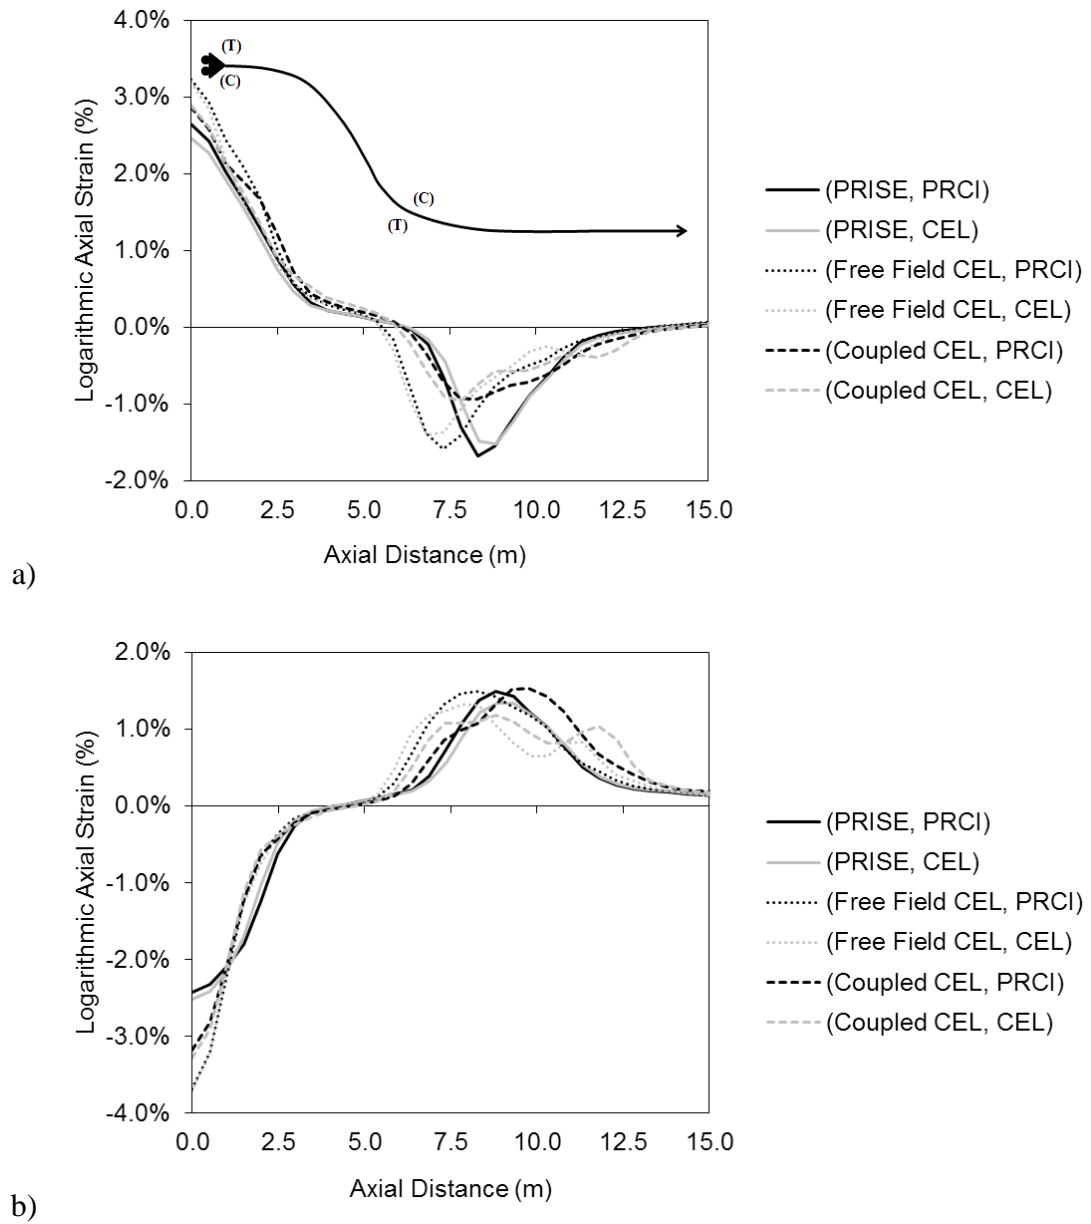 4.0%
3.0%
2.0%
1.0%
0.0%
-1.0%
-2.0%
Logarithmic Axial Strain (%)
(T)
(C)
(C)
(T)
0.0 2.5 5.0 7.5 10.0 12.5 15.0
Axial Distance (m)
(PRISE, PRCI)
(PRISE, CEL)
(Free Field CEL, PRCI)
(Free Field CEL, CEL)
(Coupled CEL, PRCI)
(Coupled CEL, CEL)
a)
2.0%
1.0%
0.0%
-1.0%
-2.0%
-3.0%
-4.0%
Logarithmic Axial Strain (%)
0.0 2.5 5.0 7.5 10.0 12.5 15.0
Axial Distance (m)
(PRISE, PRCI)
(PRISE, CEL)
(Free Field CEL, PRCI)
(Free Field CEL, CEL)
(Coupled CEL, PRCI)
(Coupled CEL, CEL)
b)